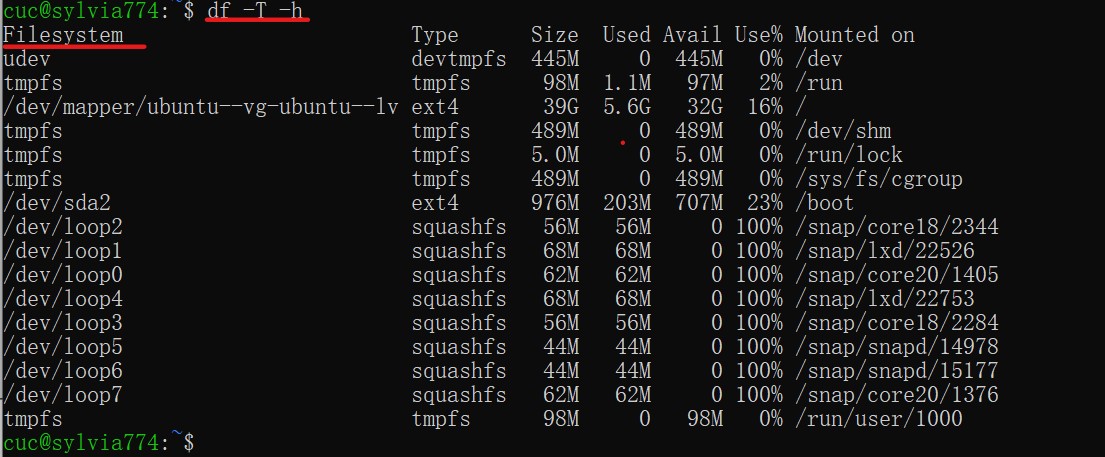 cuc@sylvia774:~$ df -T -h
Filesystem Type Size Used Avail Use% Mounted on
udev devtmpfs 445M 0 445M 0% /dev
tmpfs tmpfs 98M 1.1M 97M 2% /run
/dev/mapper/ubuntu--vg-ubuntu--lv ext4 39G 5.6G 32G 16% /
tmpfs tmpfs 489M 0 489M 0% /dev/shm
tmpfs tmpfs 5.0M 0 5.0M 0% /run/lock
tmpfs tmpfs 489M 0 489M 0% /sys/fs/cgroup
/dev/sda2 ext4 976M 203M 707M 23% /boot
/dev/loop2 squashfs 56M 56M 0 100% /snap/core18/2344
/dev/loop1 squashfs 68M 68M 0 100% /snap/lxd/22526
/dev/loop0 squashfs 62M 62M 0 100% /snap/core20/1405
/dev/loop4 squashfs 68M 68M 0 100% /snap/lxd/22753
/dev/loop3 squashfs 56M 56M 0 100% /snap/core18/2284
/dev/loop5 squashfs 44M 44M 0 100% /snap/snapd/14978
/dev/loop6 squashfs 44M 44M 0 100% /snap/snapd/15177
/dev/loop7 squashfs 62M 62M 0 100% /snap/core20/1376
tmpfs tmpfs 98M 0 98M 0% /run/user/1000
cuc@sylvia774:~$